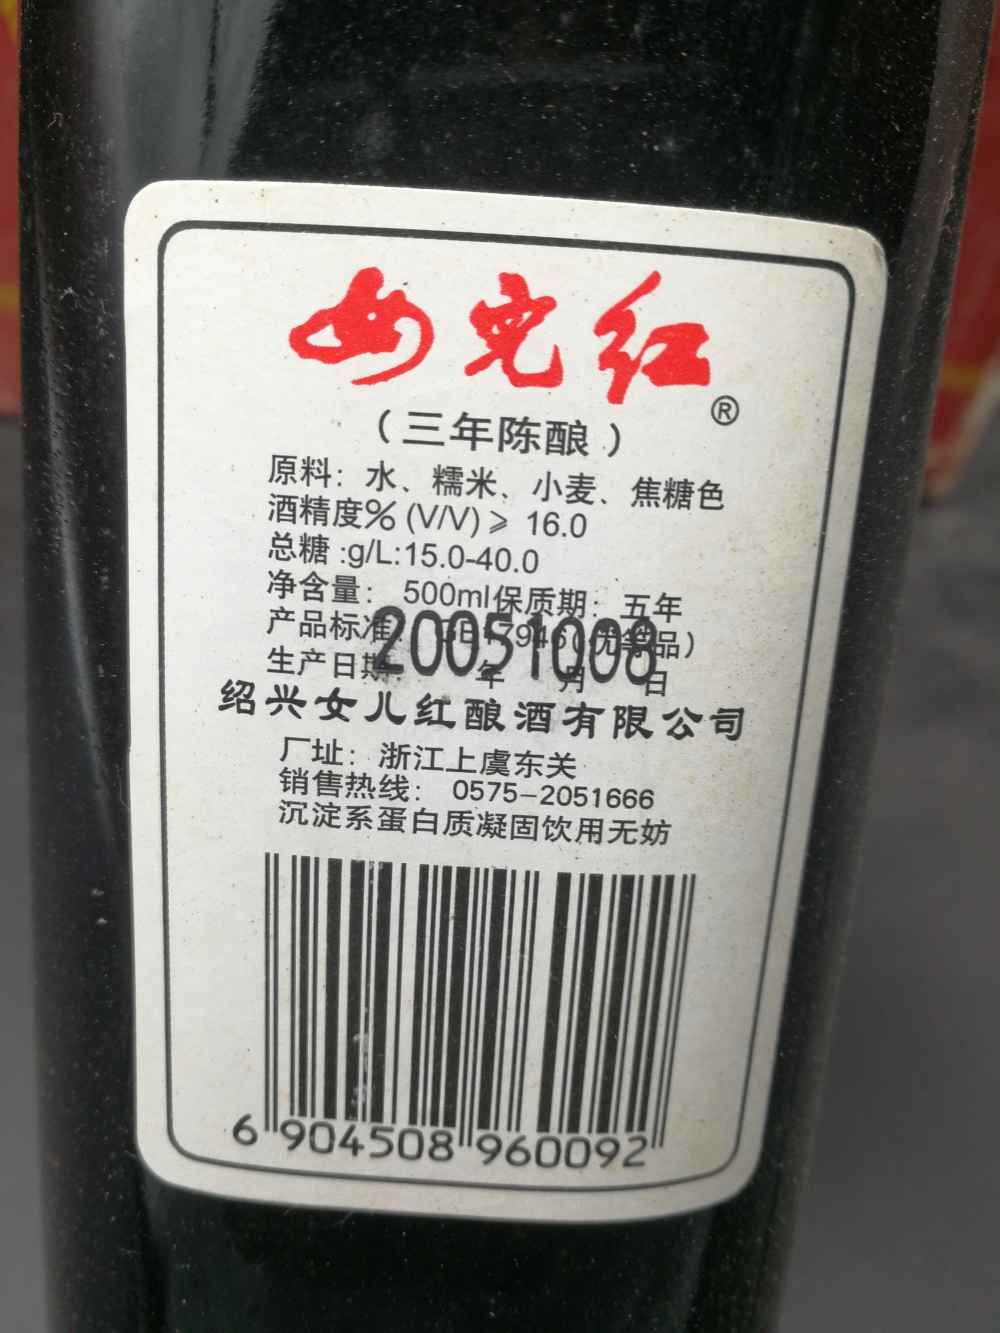 女儿红®
（三年陈酿）
原料：水、糯米、小麦、焦糖色
酒精度%(V/V)≥ 16.0
总糖:g/L:15.0-40.0
净含量：500ml保质期：五年
产品标准：GB17946（优等品）
生产日期：  年  月  日
20051008
绍兴女儿红酿酒有限公司
厂址：浙江上虞东关
销售热线：0575-2051666
沉淀系蛋白质凝固饮用无妨
6 904508 960092